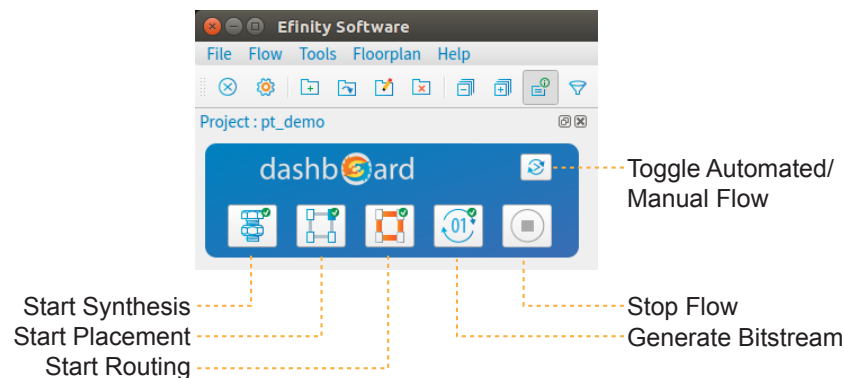 Efinity Software
File Flow Tools Floorplan Help
Project : pt_demo
dashboard
01
Toggle Automated/
Manual Flow
Start Synthesis
Start Placement
Start Routing
Stop Flow
Generate Bitstream